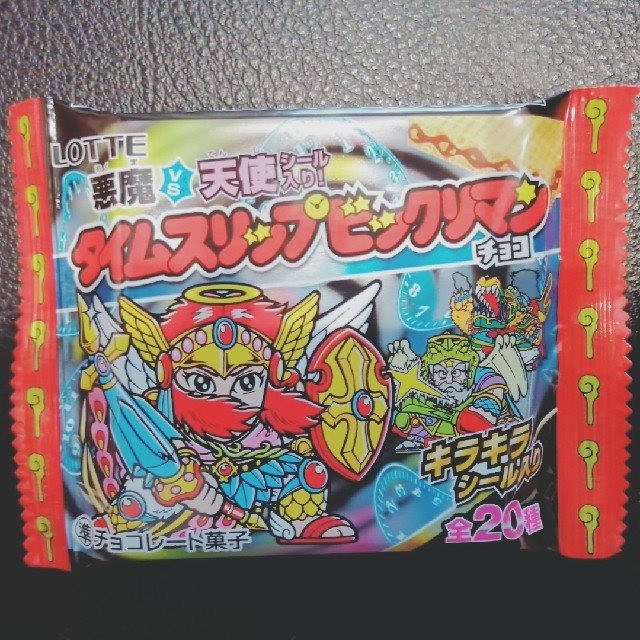 LOTTE
悪魔VS天使シール入り!
タイムスリップビックリマン
チョコ
キラキラ
シール入り
全20種
準チョコレート菓子